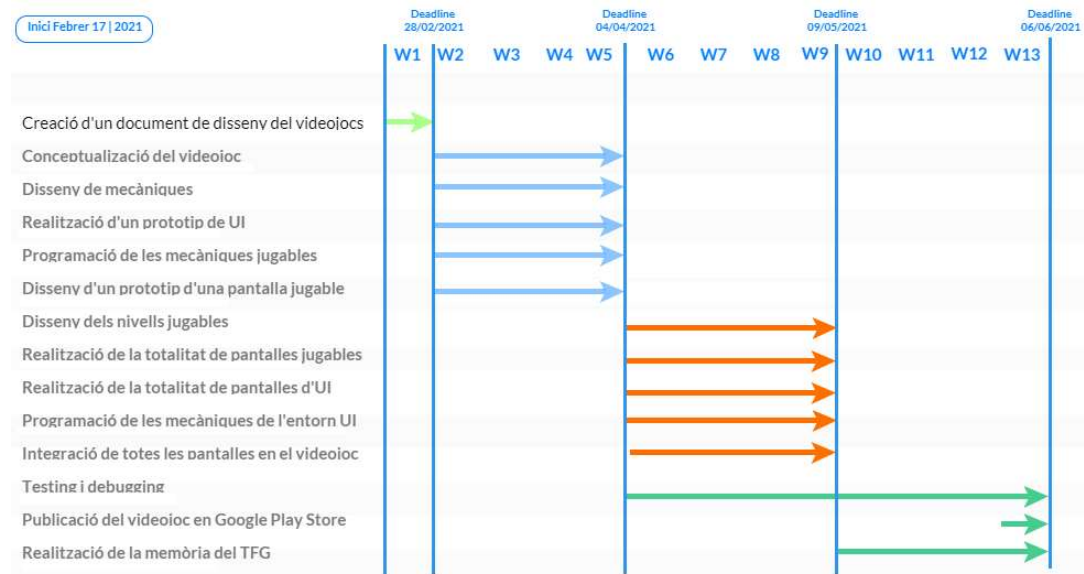 Inici Febrer 17 | 2021
Deadline
28/02/2021
Deadline
04/04/2021
Deadline
09/05/2021
Deadline
06/06/2021
W1 W2 W3 W4 W5 W6 W7 W8 W9 W10 W11 W12 W13
Creació d'un document de disseny del videojocs
Conceptualizació del videojoc
Disseny de mecàniques
Realització d'un prototip de UI
Programació de les mecàniques jugables
Disseny d'un prototip d'una pantalla jugable
Disseny dels nivells jugables
Realització de la totalitat de pantalles jugables
Realització de la totalitat de pantalles d'UI
Programació de les mecàniques de l'entorn UI
Integració de totes les pantalles en el videojoc
Testing i debugging
Publicació del videojoc en Google Play Store
Realització de la memòria del TFG